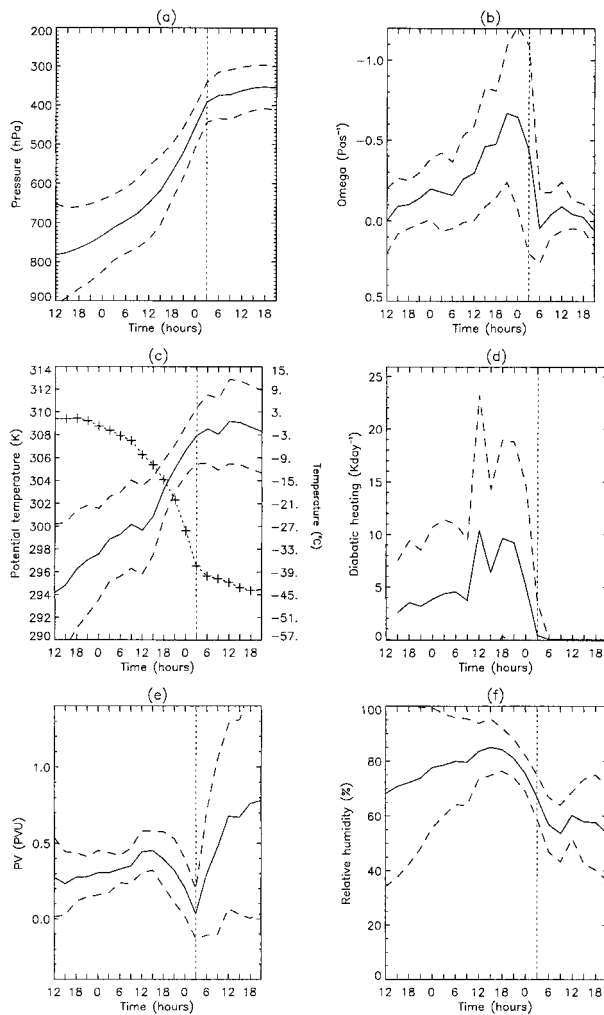 (a)
200
300
400
500
600
700
800
900
Pressure (hPa)
12 18 0 6 12 18 0 6 12 18
Time (hours)
(b)
-1.0
-0.5
0.0
0.5
Omega (Pas⁻¹)
12 18 0 6 12 18 0 6 12 18
Time (hours)
(c)
314
312
310
308
306
304
302
300
298
296
294
292
290
Potential temperature (K)
15.
9.
3.
-3.
-9.
-15.
-21.
-27.
-33.
-39.
-45.
-51.
-57.
Temperature (°C)
12 18 0 6 12 18 0 6 12 18
Time (hours)
(d)
25
20
15
10
5
0
Diabatic heating (Kday⁻¹)
12 18 0 6 12 18 0 6 12 18
Time (hours)
(e)
1.0
0.5
0.0
PV (PVU)
12 18 0 6 12 18 0 6 12 18
Time (hours)
(f)
100
80
60
40
20
0
Relative humidity (%)
12 18 0 6 12 18 0 6 12 18
Time (hours)